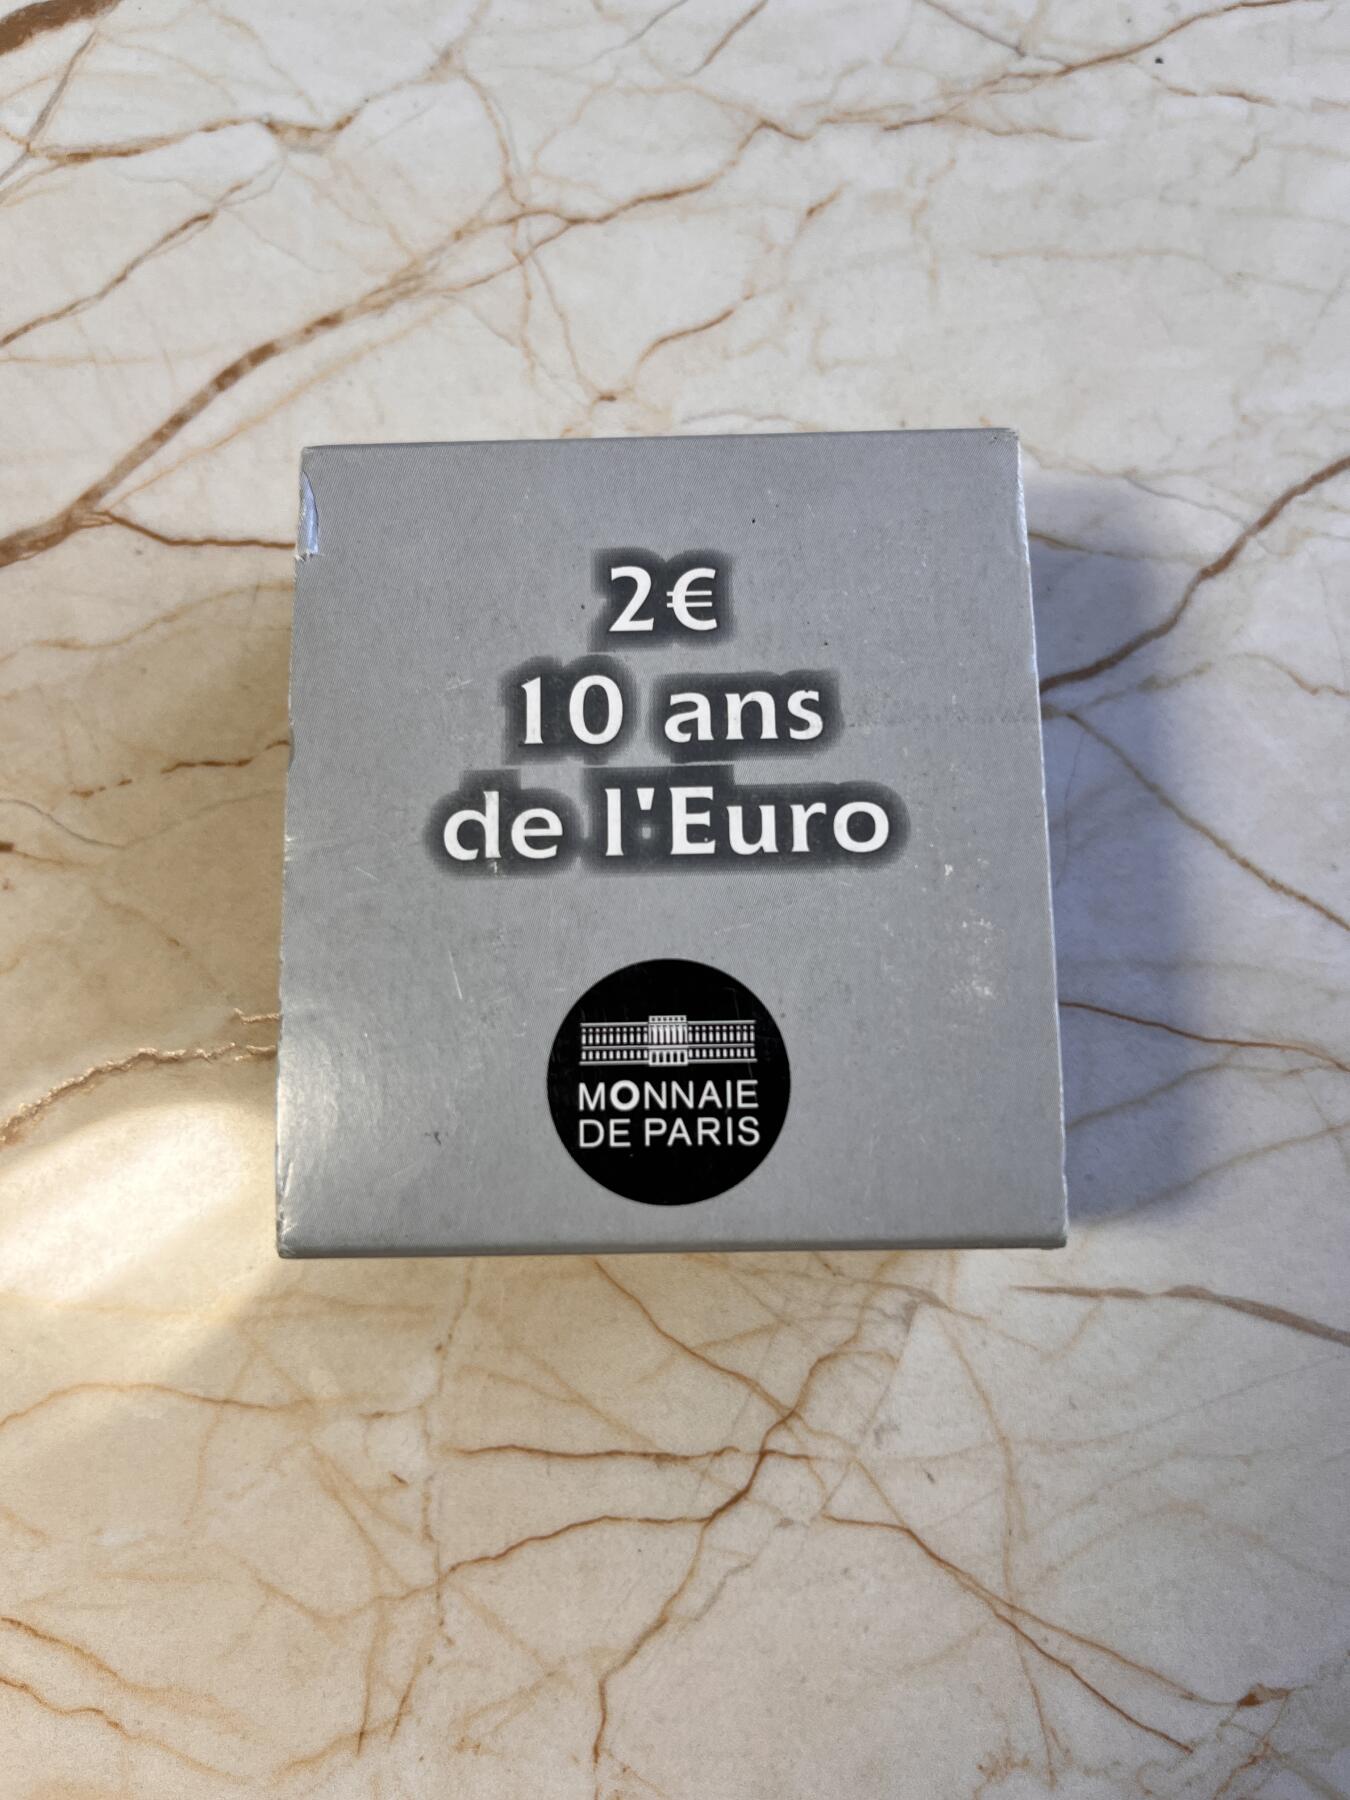 2€
10 ans
de l'Euro
MONNAIE
DE PARIS